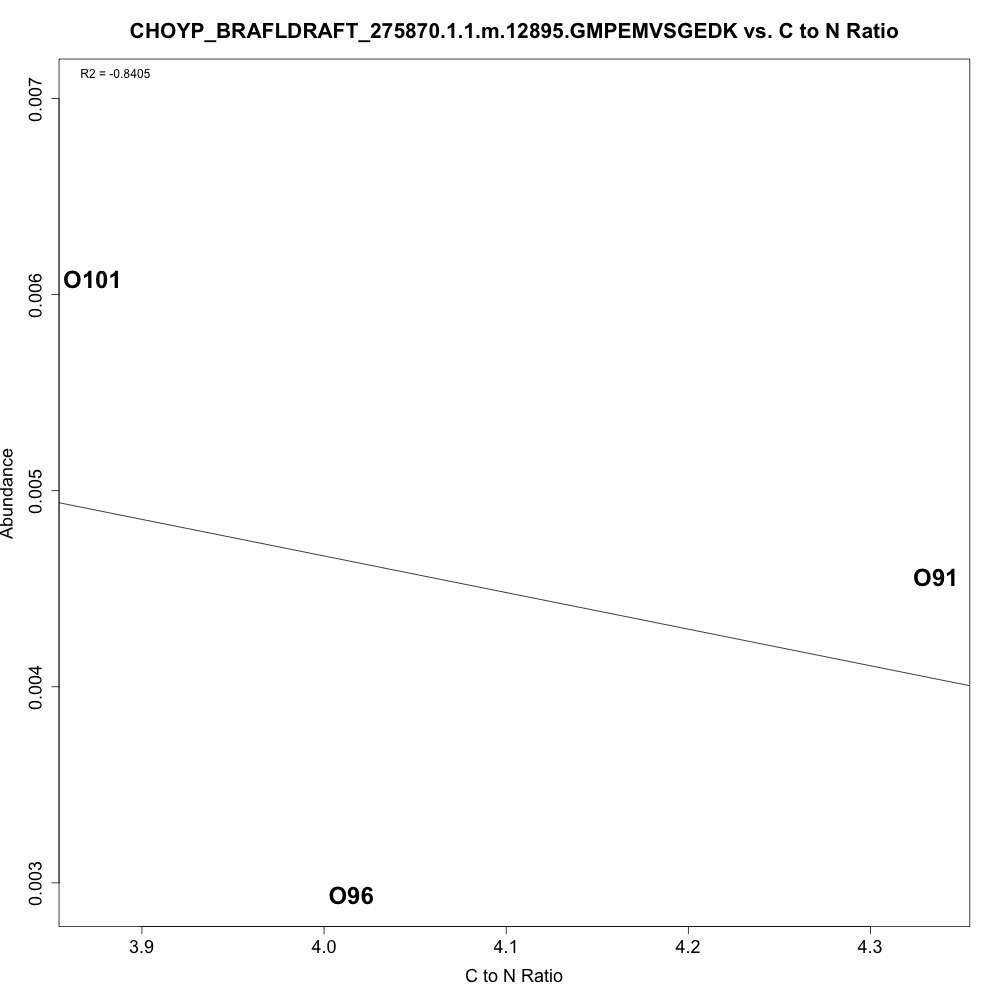 CHOYP_BRAFLDRAFT_275870.1.1.m.12895.GMPEMVSGEDK vs. C to N Ratio
R2 = -0.8405
0.007
O101
0.006
0.005
Abundance
O91
0.004
0.003
O96
3.9 4.0 4.1 4.2 4.3
C to N Ratio